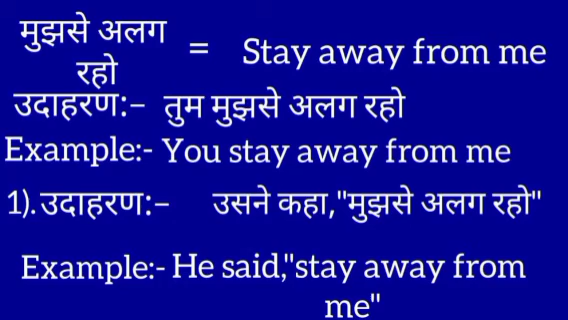 मुझसे अलग
रहो
= Stay away from me
उदाहरण:– तुम मुझसे अलग रहो
Example:- You stay away from me
1).उदाहरण:– उसने कहा,"मुझसे अलग रहो"
Example:- He said,"stay away from
me"